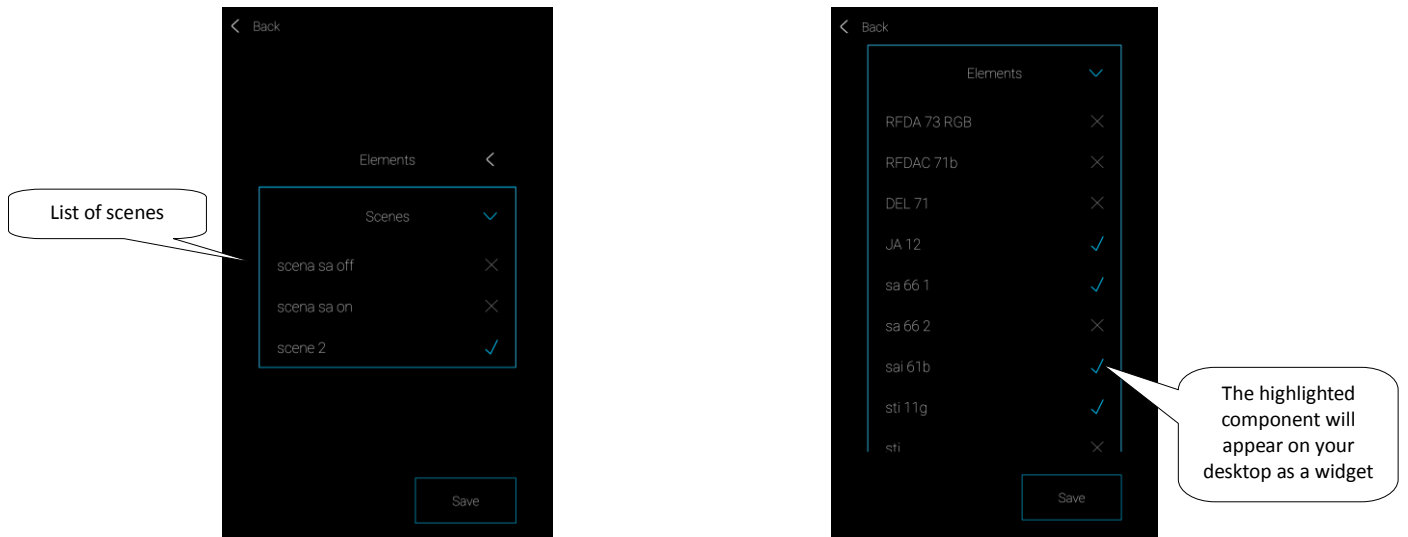 Back
Elements
Scenes
scena sa off
scena sa on
scene 2
Save
List of scenes
Back
Elements
RFDA 73 RGB
RFDAC 71b
DEL 71
JA 12
sa 66 1
sa 66 2
sai 61b
sti 11g
sti
Save
The highlighted
component will
appear on your
desktop as a widget